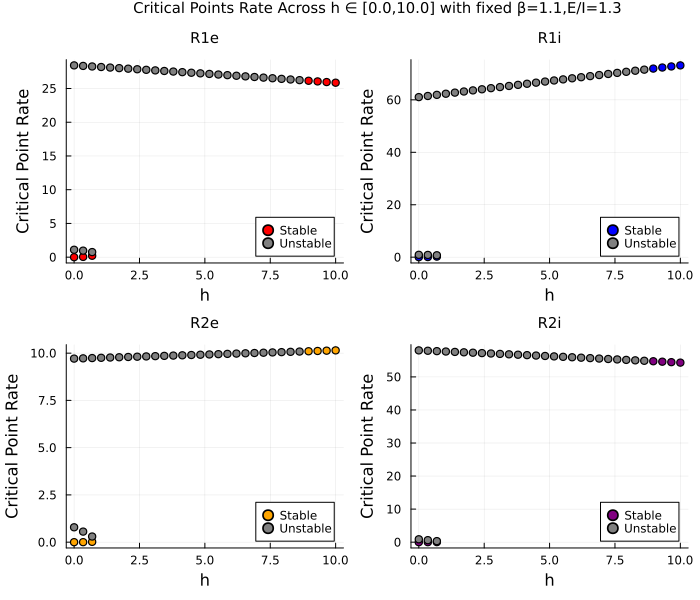 Critical Points Rate Across h ∈ [0.0,10.0] with fixed β=1.1,E/I=1.3
R1e
R1i
Critical Point Rate
25
20
15
10
5
0
0.0
2.5
5.0
7.5
10.0
h
Stable
Unstable
Critical Point Rate
60
40
20
0
0.0
2.5
5.0
7.5
10.0
h
Stable
Unstable
R2e
R2i
Critical Point Rate
10.0
7.5
5.0
2.5
0.0
0.0
2.5
5.0
7.5
10.0
h
Stable
Unstable
Critical Point Rate
50
40
30
20
10
0
0.0
2.5
5.0
7.5
10.0
h
Stable
Unstable